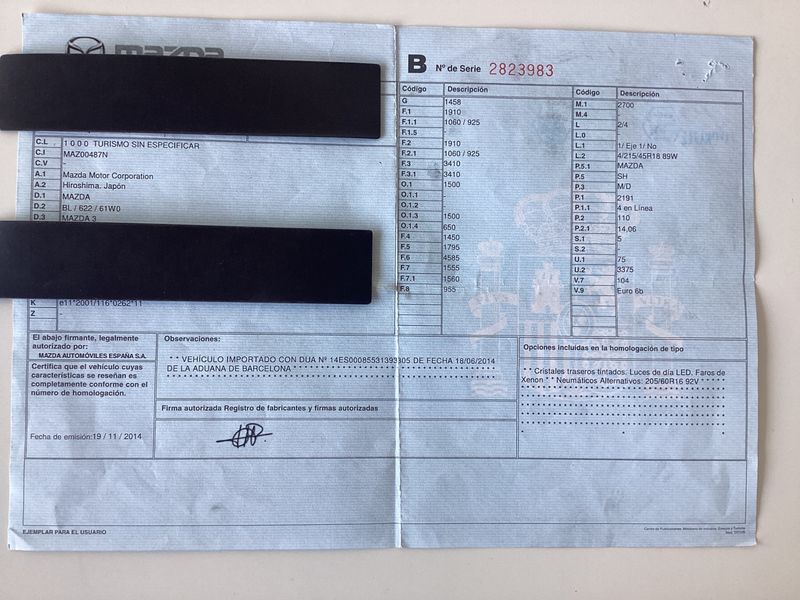 mazda
B Nº de Serie 2823983
C.L 1 0 0 0 TURISMO SIN ESPECIFICAR
C.I MAZ00487N
C.V -
A.1 Mazda Motor Corporation
A.2 Hiroshima. Japón
D.1 MAZDA
D.2 BL / 622 / 61W0
D.3 MAZDA 3
K e11*2001/116*0262*11
Z -
Código Descripción
G 1458
F.1 1910
F.1.1 1060 / 925
F.1.5 -
F.2 1910
F.2.1 1060 / 925
F.3 3410
F.3.1 3410
O.1 1500
O.1.1 -
O.1.2 -
O.1.3 1500
O.1.4 650
F.4 1450
F.5 1795
F.6 4585
F.7 1555
F.7.1 1560
F.8 955
Código Descripción
M.1 2700
M.4 -
L 2/4
L.0
L.1 1/ Eje 1/ No
L.2 4/215/45R18 89W
P.5.1 MAZDA
P.5 SH
P.3 M/D
P.1 2191
P.1.1 4 en Línea
P.2 110
P.2.1 14,06
S.1 5
S.2 -
U.1 75
U.2 3375
V.7 104
V.9 Euro 6b
El abajo firmante, legalmente
autorizado por:
MAZDA AUTOMÓVILES ESPAÑA S.A.
Certifica que el vehículo cuyas
características se reseñan es
completamente conforme con el
número de homologación.
Fecha de emisión:19 / 11 / 2014
Observaciones:
* * VEHÍCULO IMPORTADO CON DUA Nº 14ES00085531393305 DE FECHA 18/06/2014
DE LA ADUANA DE BARCELONA
Firma autorizada Registro de fabricantes y firmas autorizadas
Opciones incluidas en la homologación de tipo
* * Cristales traseros tintados. Luces de día LED. Faros de
Xenon * * Neumáticos Alternativos: 205/60R16 92V
EJEMPLAR PARA EL USUARIO
Centro de Publicaciones. Ministerio de Industria, Energía y Turismo